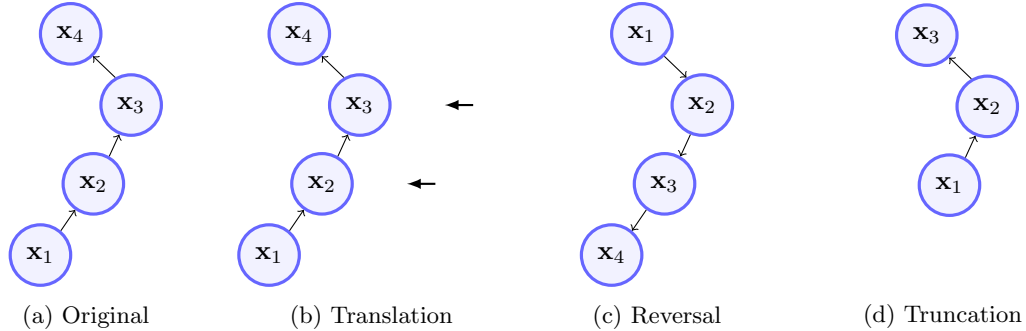 x₄
x₃
x₂
x₁
(a) Original
x₄
x₃
x₂
x₁
(b) Translation
x₁
x₂
x₃
x₄
(c) Reversal
x₃
x₂
x₁
(d) Truncation